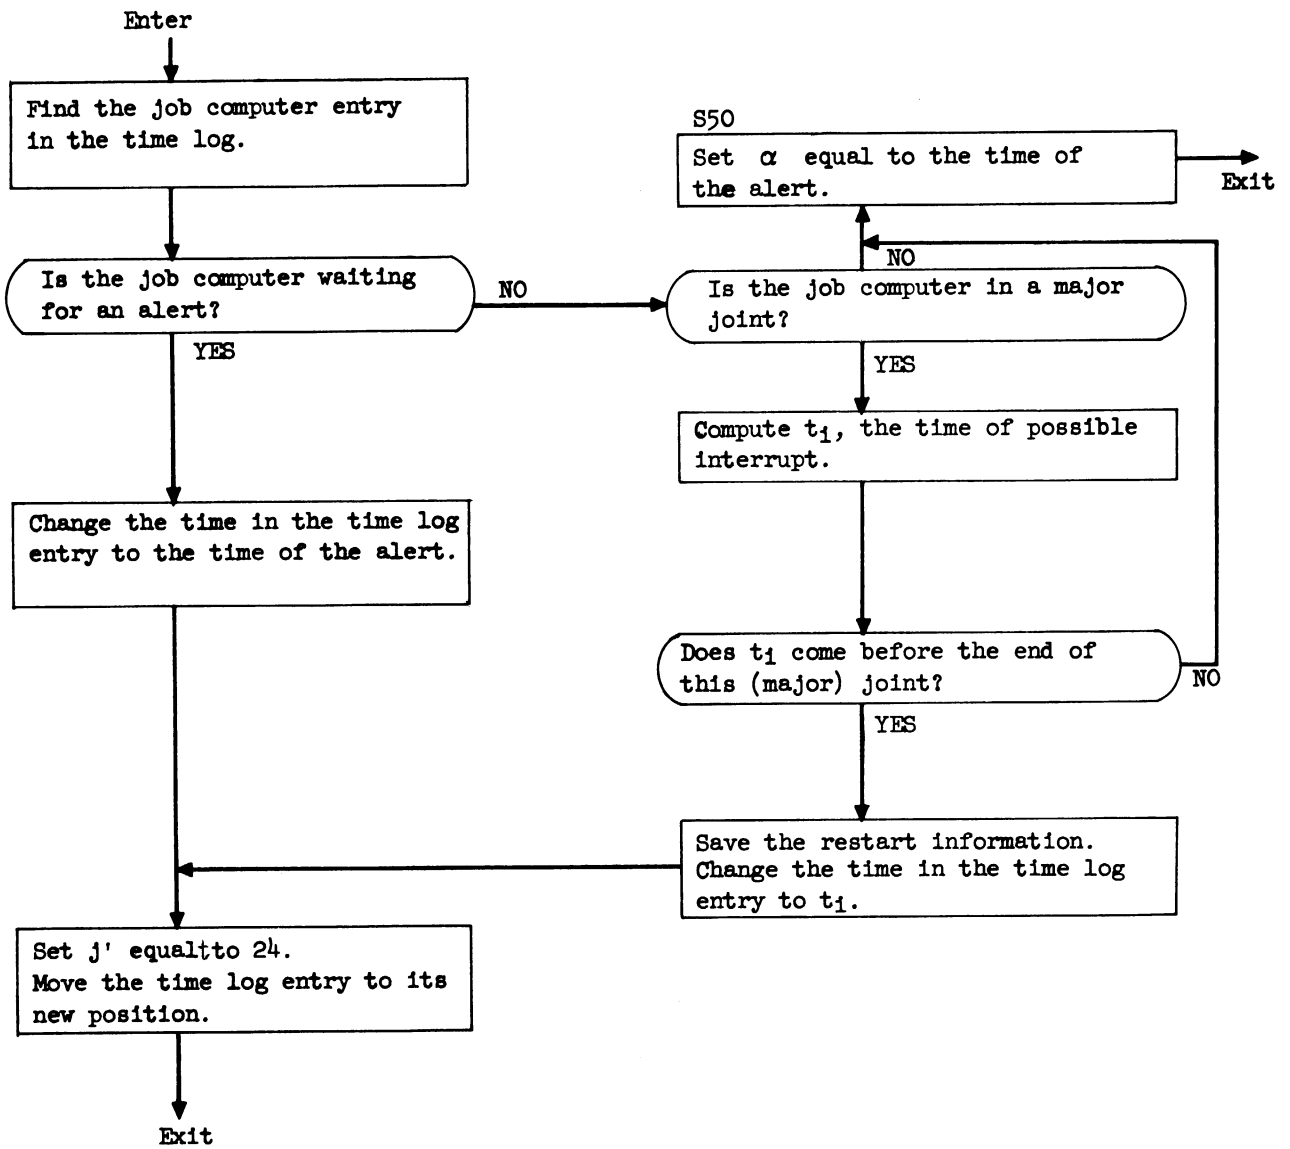 Enter
Find the job computer entry
in the time log.
Is the job computer waiting
for an alert?
NO
YES
Change the time in the time log
entry to the time of the alert.
S50
Set α equal to the time of
the alert.
Exit
NO
Is the job computer in a major
joint?
YES
Compute ti, the time of possible
interrupt.
Does ti come before the end of
this (major) joint?
NO
YES
Save the restart information.
Change the time in the time log
entry to ti.
Set j' equaltto 24.
Move the time log entry to its
new position.
Exit